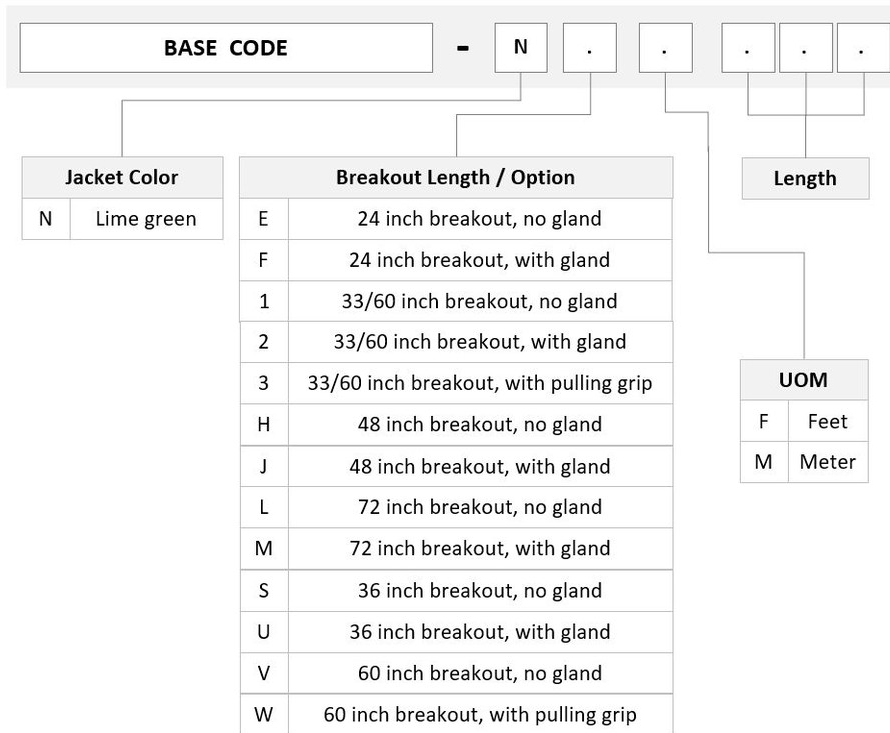 BASE CODE - N . . . . .
Jacket Color
N Lime green
Breakout Length / Option
E 24 inch breakout, no gland
F 24 inch breakout, with gland
1 33/60 inch breakout, no gland
2 33/60 inch breakout, with gland
3 33/60 inch breakout, with pulling grip
H 48 inch breakout, no gland
J 48 inch breakout, with gland
L 72 inch breakout, no gland
M 72 inch breakout, with gland
S 36 inch breakout, no gland
U 36 inch breakout, with gland
V 60 inch breakout, no gland
W 60 inch breakout, with pulling grip
Length
UOM
F Feet
M Meter